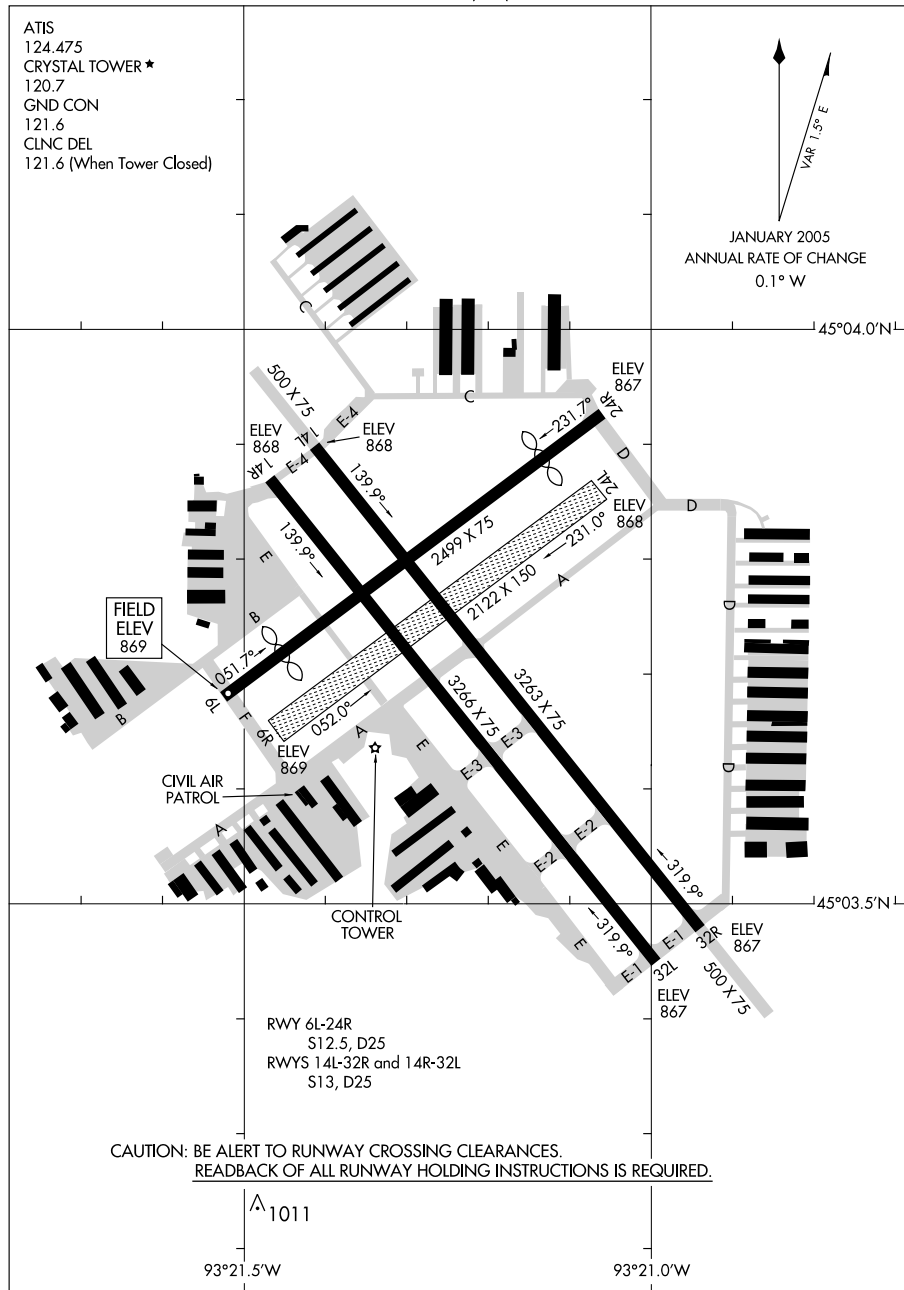 ATIS
124.475
CRYSTAL TOWER ★
120.7
GND CON
121.6
CLNC DEL
121.6 (When Tower Closed)
VAR 1.5° E
JANUARY 2005
ANNUAL RATE OF CHANGE
0.1° W
45°04.0'N
C
500 X 75
E-4
C
ELEV
867
24R
231.7°
ELEV
868
14L
ELEV
868
14R
E-4
D
139.9°
139.9°
24L
ELEV
868
D
2499 X 75
231.0°
2122 X 150
A
E
B
D
FIELD
ELEV
869
051.7°
6L
B
F
052.0°
6R
ELEV
869
A
E
3266 X 75
3263 X 75
E-3
E-3
D
CIVIL AIR
PATROL
A
E
E-2
E-2
319.9°
319.9°
45°03.5'N
CONTROL
TOWER
E
E-1
32L
E-1
32R
ELEV
867
500 X 75
ELEV
867
RWY 6L-24R
S12.5, D25
RWYS 14L-32R and 14R-32L
S13, D25
CAUTION: BE ALERT TO RUNWAY CROSSING CLEARANCES.
READBACK OF ALL RUNWAY HOLDING INSTRUCTIONS IS REQUIRED.
1011
93°21.5'W
93°21.0'W